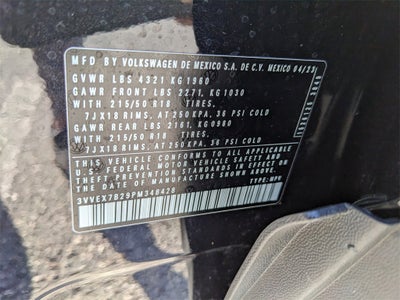 MFD. BY VOLKSWAGEN DE MEXICO S.A. DE C.V. MEXICO 04/23
GVWR LBS 4321 KG 1960
GAWR FRONT LBS 2271, KG 1030
WITH 215/50 R18 TIRES,
7JX18 RIMS, AT 250 KPA, 36 PSI COLD
GAWR REAR LBS 2161, KG 0980
WITH 215/50 R18 TIRES,
7JX18 RIMS, AT 250 KPA, 36 PSI COLD
THIS VEHICLE CONFORMS TO ALL APPLICABLE
U.S. FEDERAL MOTOR VEHICLE SAFETY AND
THEFT PREVENTION STANDARDS IN EFFECT ON THE
DATE OF MANUFACTURE SHOWN ABOVE.
3VVEX7B29PM348428 TYPE: MPV